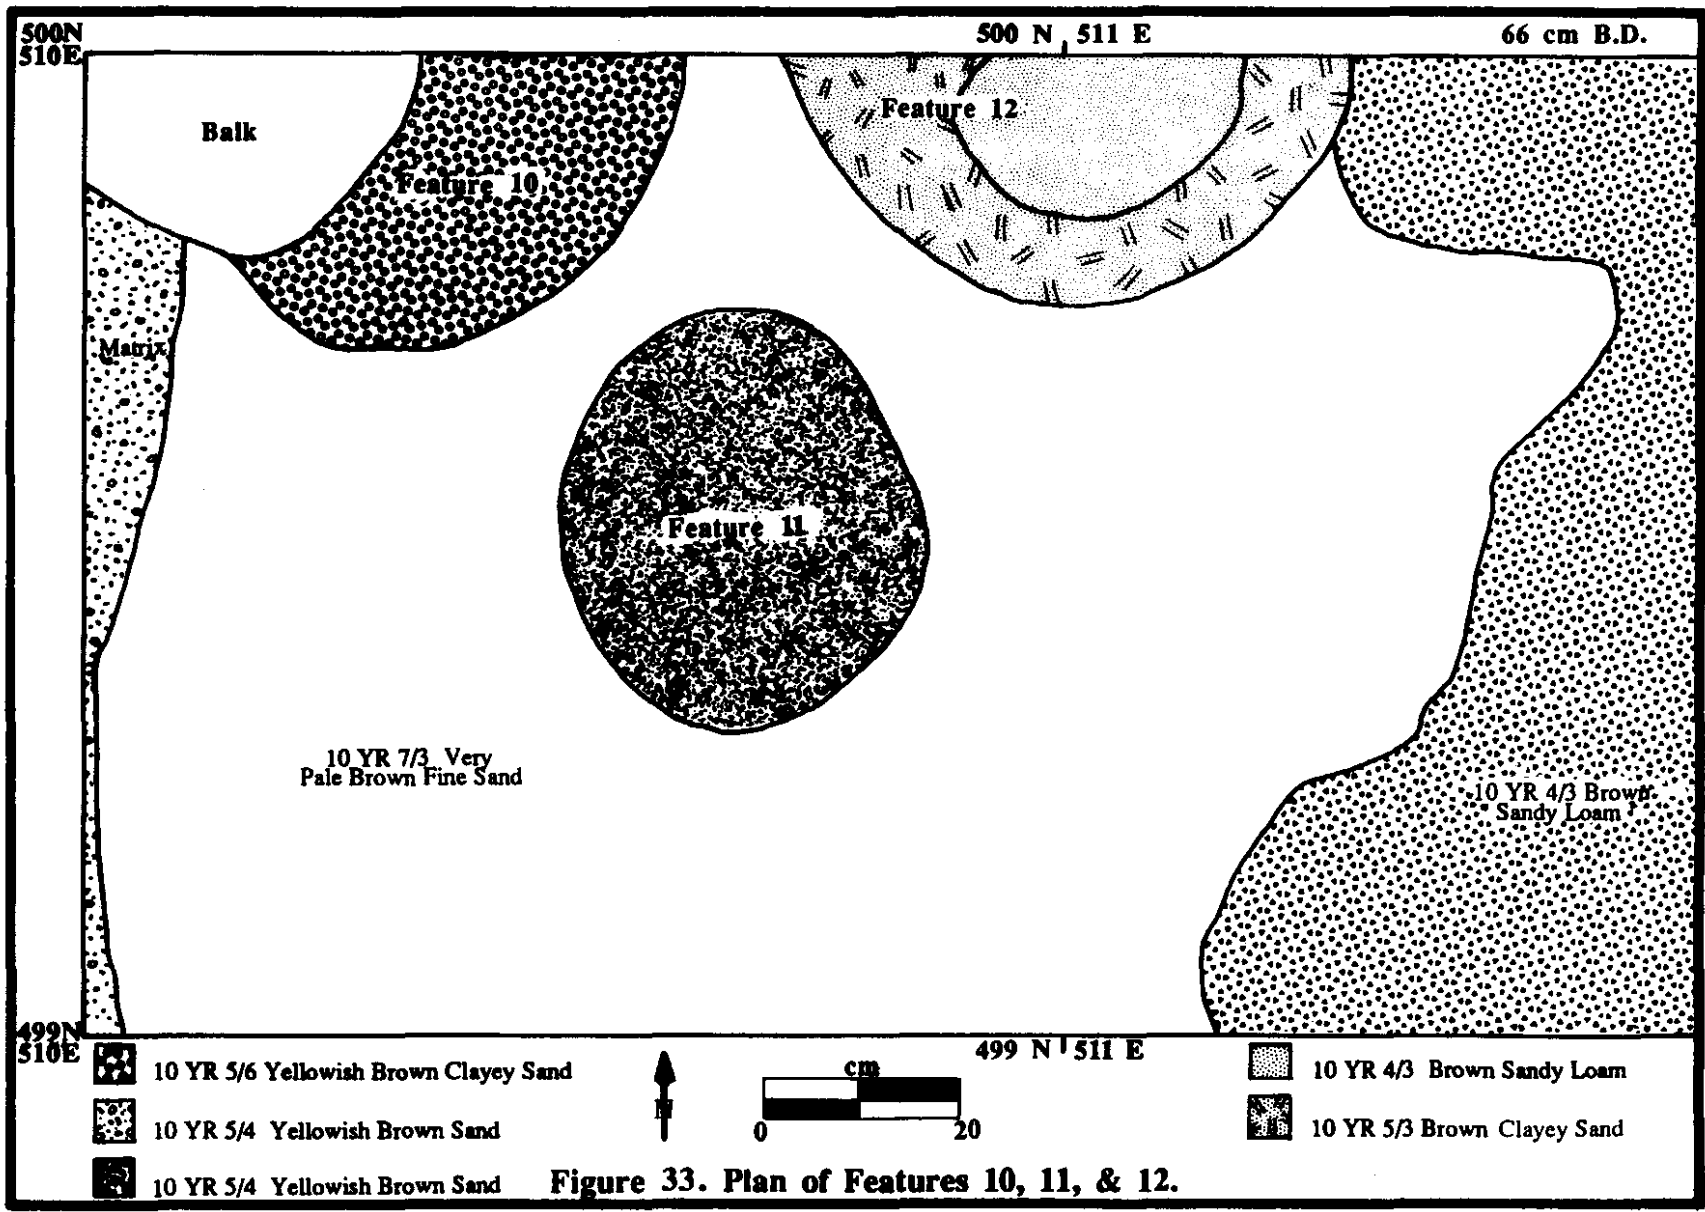 500N
510E
500 N 511 E
66 cm B.D.
Balk
Feature 10
Feature 12
Matrix
Feature 11
10 YR 7/3 Very
Pale Brown Fine Sand
10 YR 4/3 Brown
Sandy Loam
499N
510E
499 N 511 E
10 YR 5/6 Yellowish Brown Clayey Sand
10 YR 5/4 Yellowish Brown Sand
10 YR 5/4 Yellowish Brown Sand
N
cm
0 20
10 YR 4/3 Brown Sandy Loam
10 YR 5/3 Brown Clayey Sand
Figure 33. Plan of Features 10, 11, & 12.